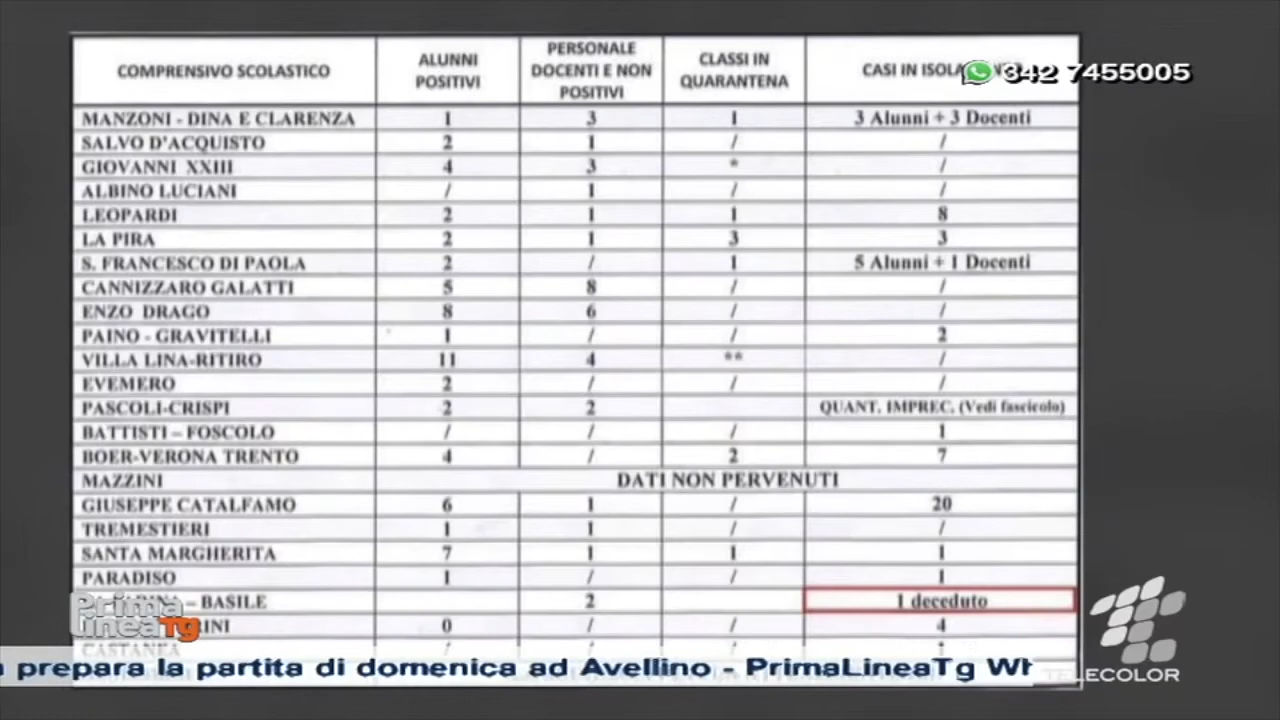 COMPRENSIVO SCOLASTICO ALUNNI POSITIVI PERSONALE DOCENTI E NON POSITIVI CLASSI IN QUARANTENA CASI IN
342 7455005
MANZONI - DINA E CLARENZA 1 3 1 3 Alunni + 3 Docenti
SALVO D'ACQUISTO 2 1 / /
GIOVANNI XXIII 4 3 * /
ALBINO LUCIANI / 1 / /
LEOPARDI 2 1 1 8
LA PIRA 2 1 3 3
S. FRANCESCO DI PAOLA 2 / 1 5 Alunni + 1 Docenti
CANNIZZARO GALATTI 5 8 / /
ENZO DRAGO 8 6 / /
PAINO - GRAVITELLI 1 / / 2
VILLA LINA-RITIRO 11 4 ** /
EVEMERO 2 / / /
PASCOLI-CRISPI 2 2 QUANT. IMPREC. (Vedi fascicolo)
BATTISTI – FOSCOLO / / / 1
BOER-VERONA TRENTO 4 / 2 7
MAZZINI DATI NON PERVENUTI
GIUSEPPE CATALFAMO 6 1 / 20
TREMESTIERI 1 1 / /
SANTA MARGHERITA 7 1 1 1
PARADISO 1 / / 1
– BASILE 2 1 deceduto
0 / / 4
CASTANEA / / / 1
Prima Linea Tg
prepara la partita di domenica ad Avellino - PrimaLineaTg
TELECOLOR